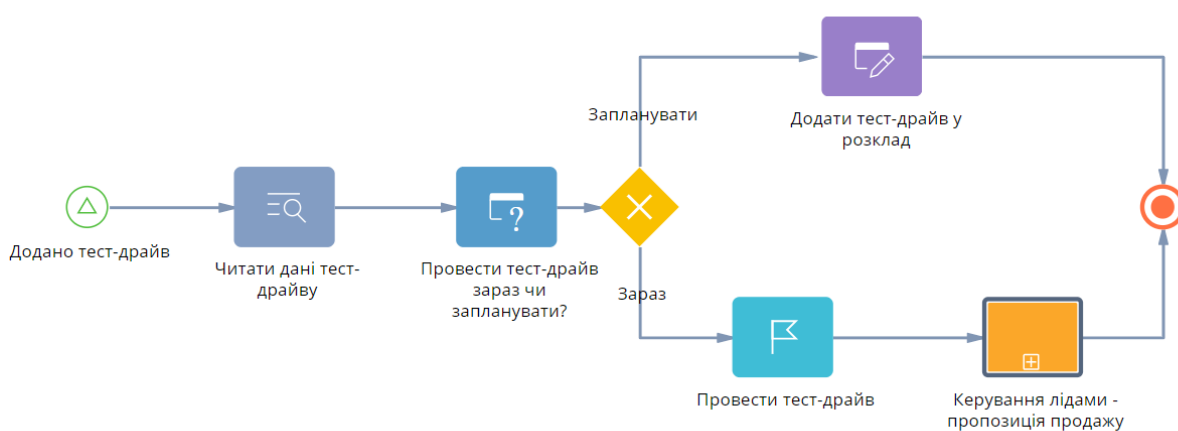 Додано тест-драйв
Читати дані тест-
драйву
Провести тест-драйв
зараз чи
запланувати?
Запланувати
Додати тест-драйв у
розклад
Зараз
Провести тест-драйв
Керування лідами -
пропозиція продажу